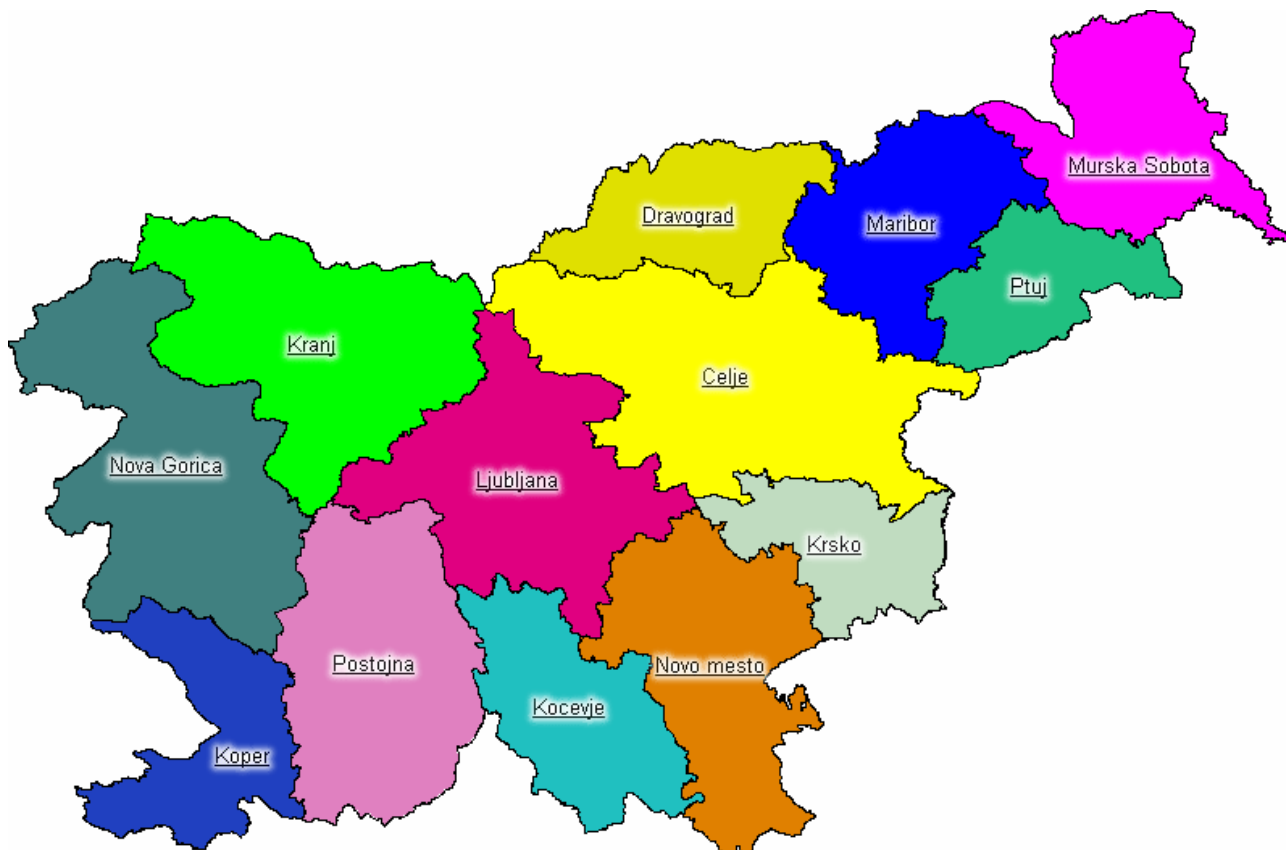 Murska Sobota
Dravograd
Maribor
Ptuj
Kranj
Celje
Nova Gorica
Ljubljana
Krsko
Postojna
Novo mesto
Kocevje
Koper